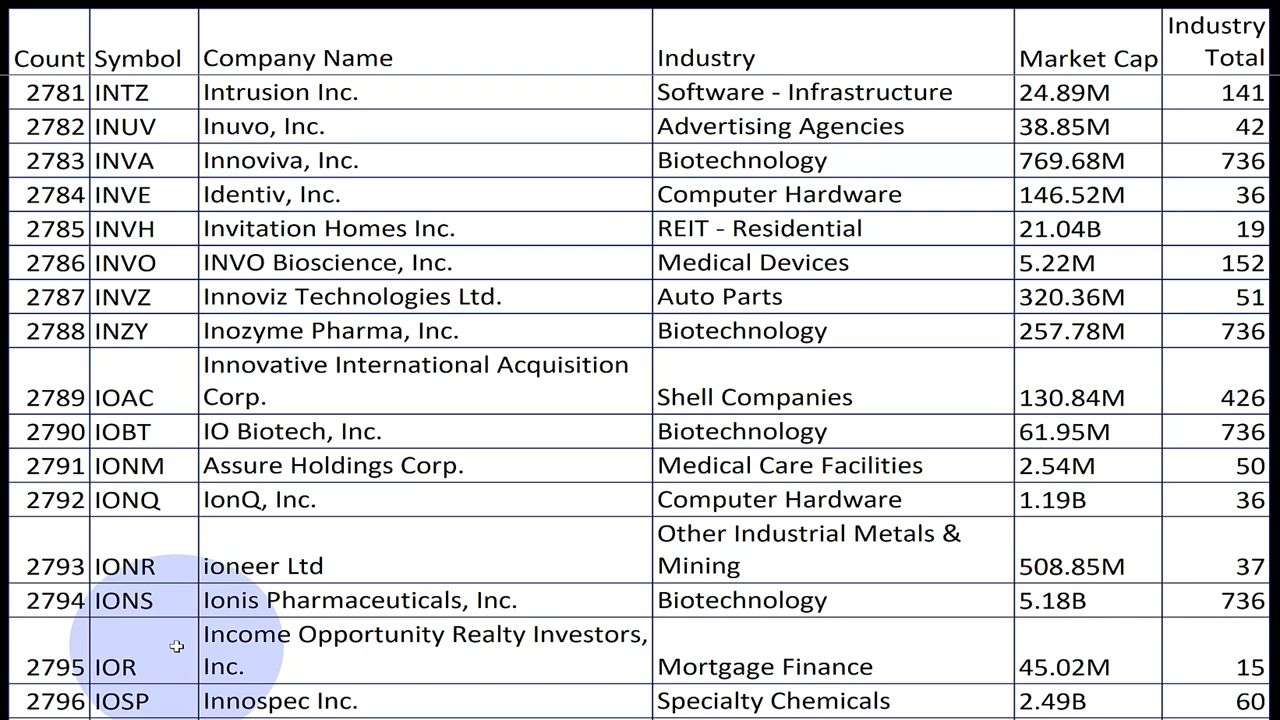 Count Symbol Company Name Industry Market Cap Industry Total
2781 INTZ Intrusion Inc. Software - Infrastructure 24.89M 141
2782 INUV Inuvo, Inc. Advertising Agencies 38.85M 42
2783 INVA Innoviva, Inc. Biotechnology 769.68M 736
2784 INVE Identiv, Inc. Computer Hardware 146.52M 36
2785 INVH Invitation Homes Inc. REIT - Residential 21.04B 19
2786 INVO INVO Bioscience, Inc. Medical Devices 5.22M 152
2787 INVZ Innoviz Technologies Ltd. Auto Parts 320.36M 51
2788 INZY Inozyme Pharma, Inc. Biotechnology 257.78M 736
2789 IOAC Innovative International Acquisition Corp. Shell Companies 130.84M 426
2790 IOBT IO Biotech, Inc. Biotechnology 61.95M 736
2791 IONM Assure Holdings Corp. Medical Care Facilities 2.54M 50
2792 IONQ IonQ, Inc. Computer Hardware 1.19B 36
2793 IONR ioneer Ltd Other Industrial Metals & Mining 508.85M 37
2794 IONS Ionis Pharmaceuticals, Inc. Biotechnology 5.18B 736
2795 IOR Income Opportunity Realty Investors, Inc. Mortgage Finance 45.02M 15
2796 IOSP Innospec Inc. Specialty Chemicals 2.49B 60